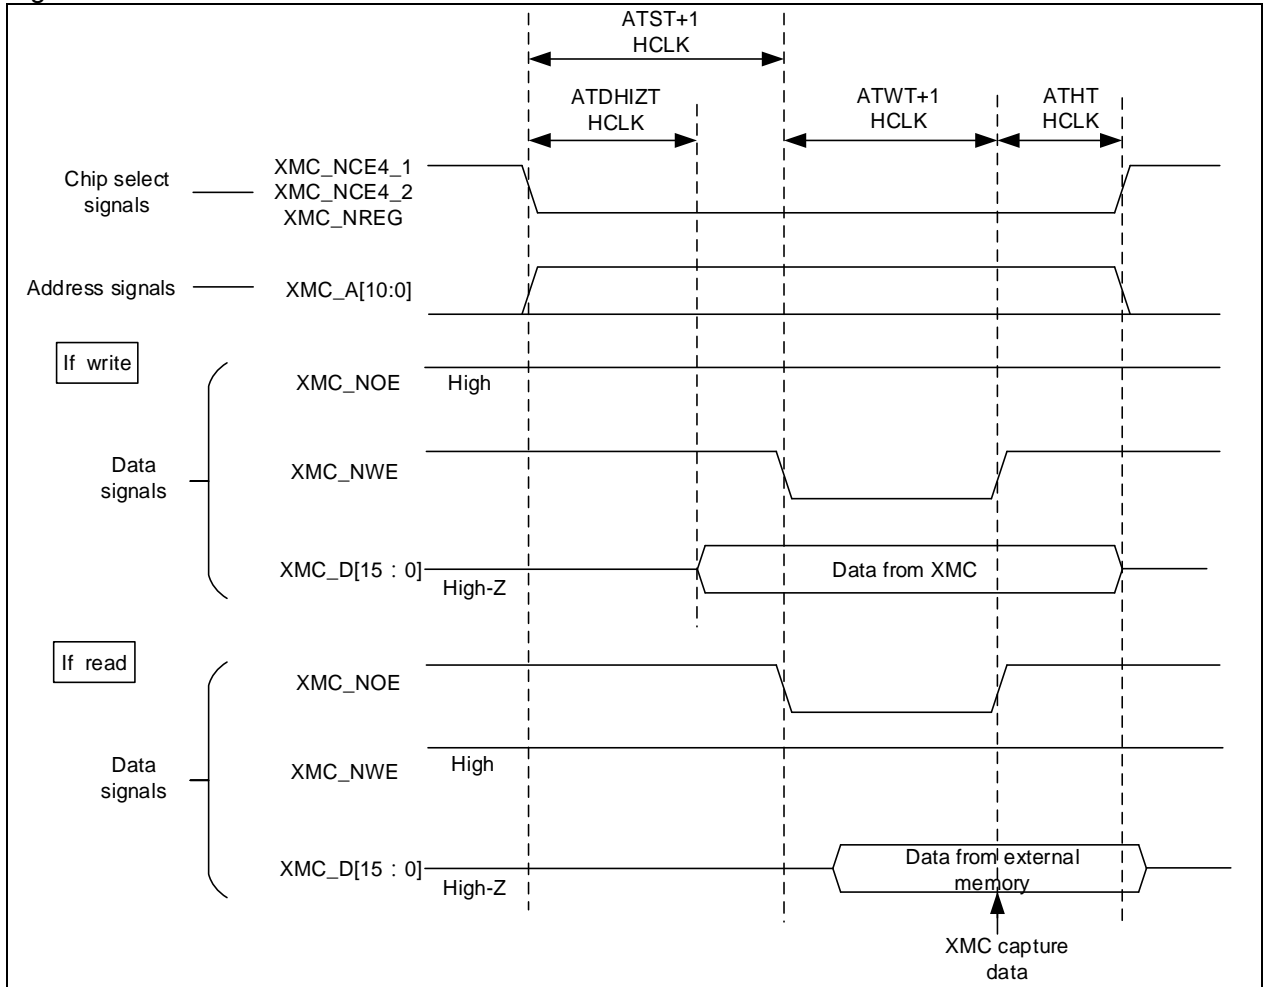 ATST+1
HCLK
ATDHIZT
HCLK
ATWT+1
HCLK
ATHT
HCLK
Chip select
signals
XMC_NCE4_1
XMC_NCE4_2
XMC_NREG
Address signals
XMC_A[10:0]
If write
XMC_NOE
High
Data
signals
XMC_NWE
XMC_D[15 : 0]
High-Z
Data from XMC
If read
XMC_NOE
Data
signals
XMC_NWE
High
XMC_D[15 : 0]
High-Z
Data from external
memory
XMC capture
data